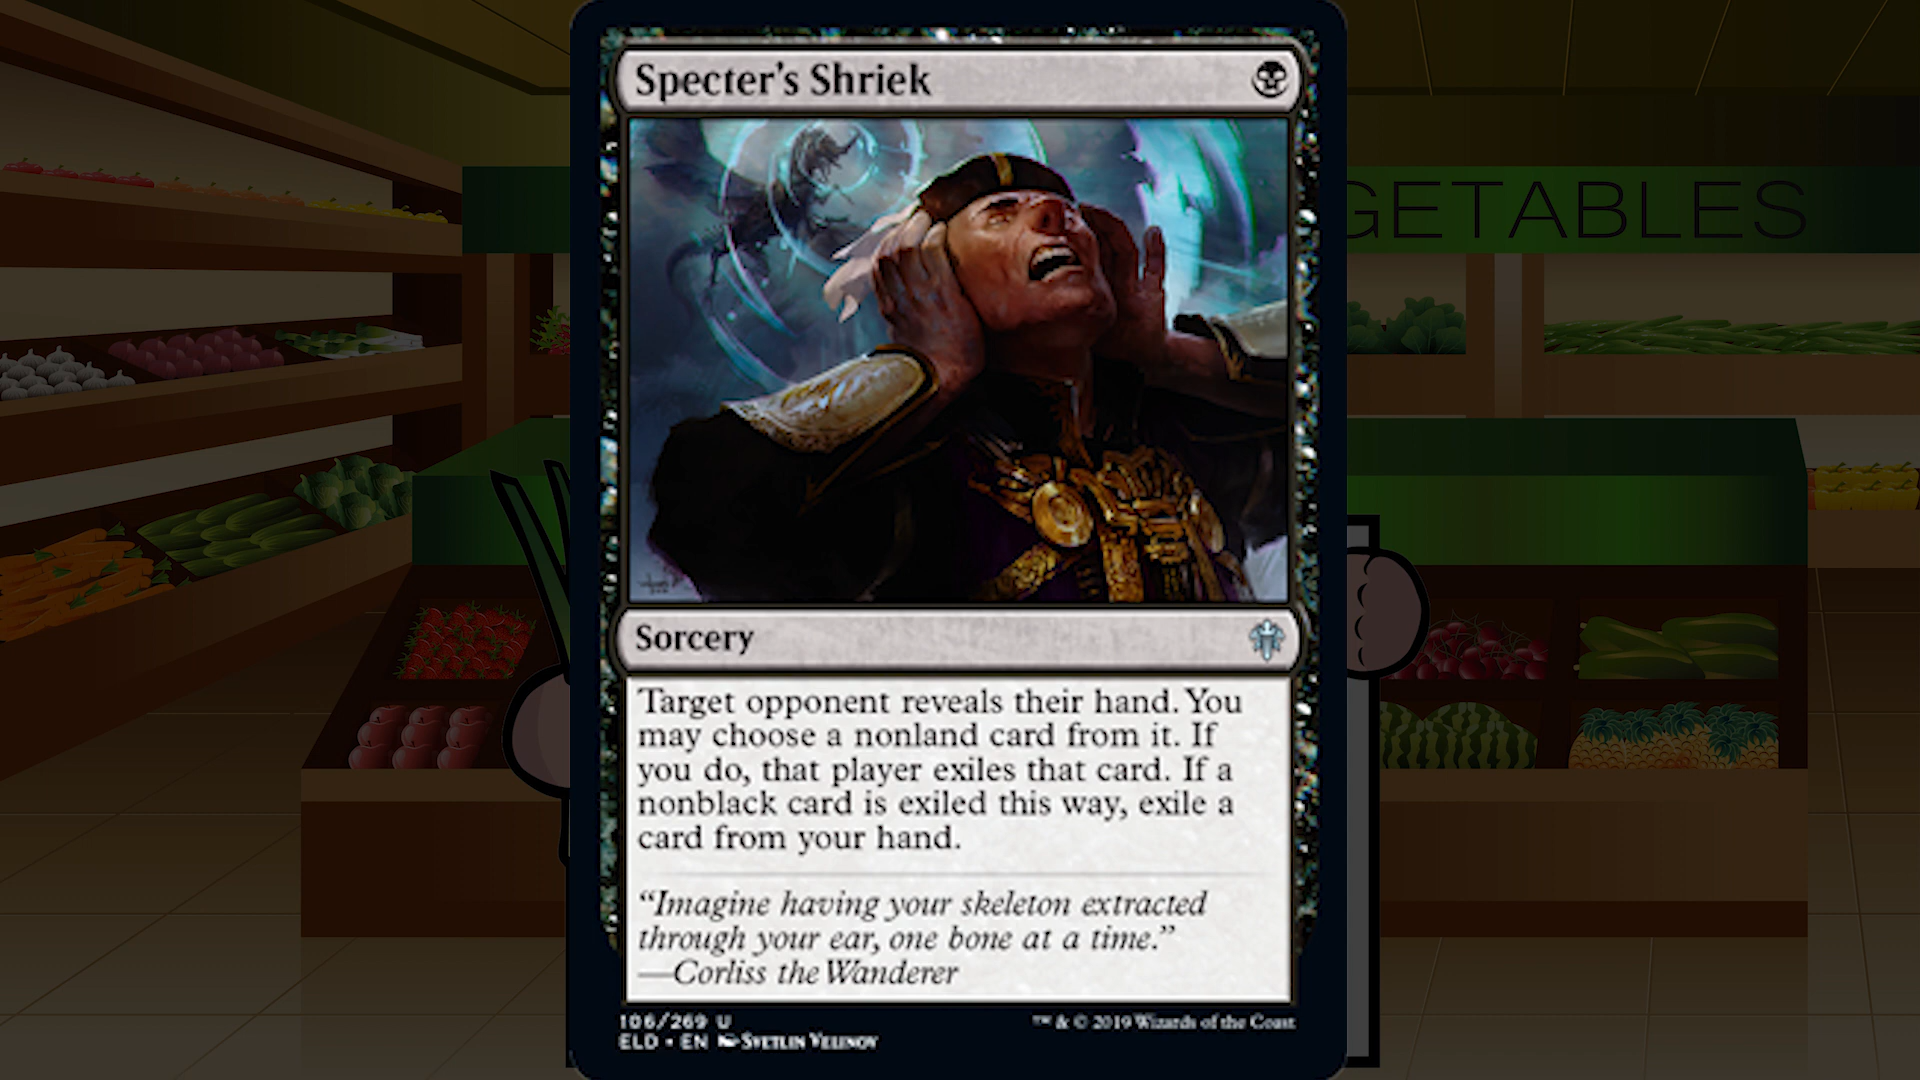 Specter's Shriek
GETABLES
Sorcery
Target opponent reveals their hand. You
may choose a nonland card from it. If
you do, that player exiles that card. If a
nonblack card is exiled this way, exile a
card from your hand.
“Imagine having your skeleton extracted
through your ear, one bone at a time.”
—Corliss the Wanderer
106/269 U
ELD • EN Svetlin Velinov
™ & © 2019 Wizards of the Coast